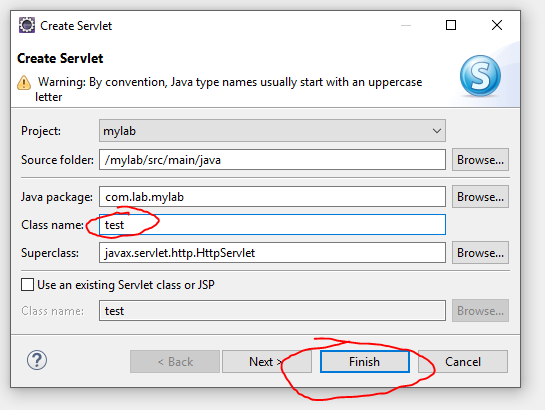 Create Servlet
Create Servlet
Warning: By convention, Java type names usually start with an uppercase
letter
S
Project: mylab
Source folder: /mylab/src/main/java Browse...
Java package: com.lab.mylab Browse...
Class name: test
Superclass: javax.servlet.http.HttpServlet Browse...
Use an existing Servlet class or JSP
Class name: test Browse...
? < Back Next > Finish Cancel